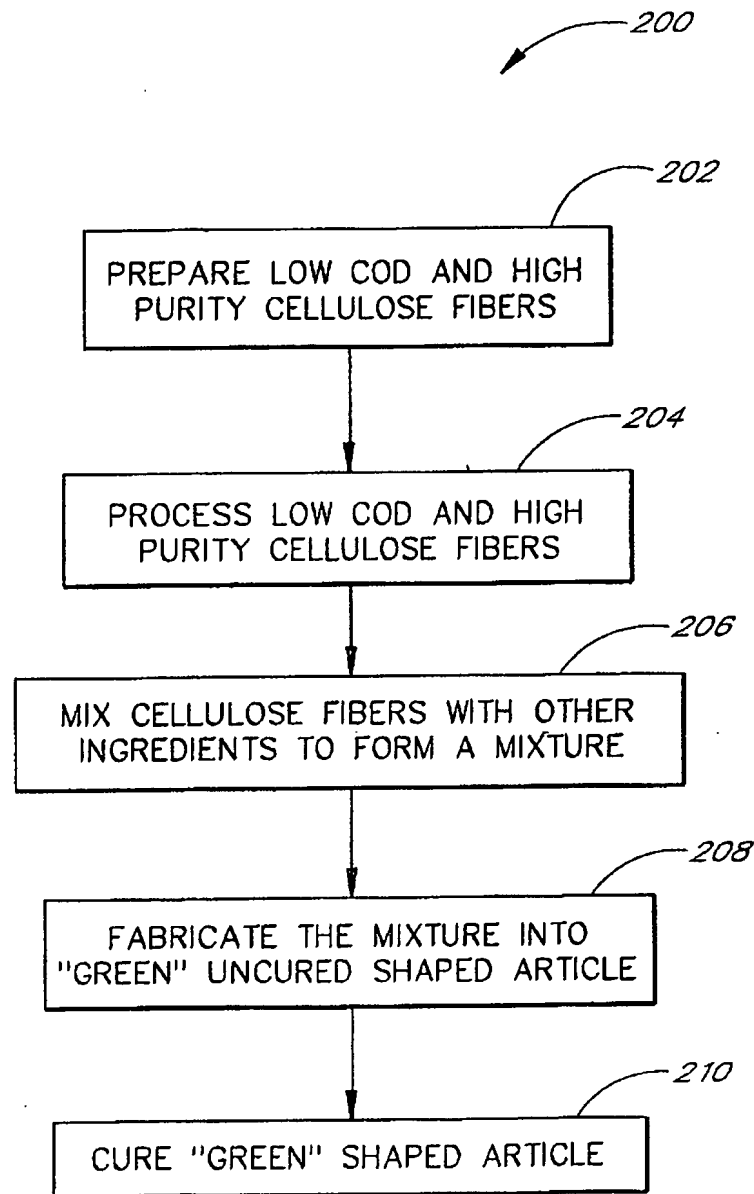 200
202
PREPARE LOW COD AND HIGH
PURITY CELLULOSE FIBERS
204
PROCESS LOW COD AND HIGH
PURITY CELLULOSE FIBERS
206
MIX CELLULOSE FIBERS WITH OTHER
INGREDIENTS TO FORM A MIXTURE
208
FABRICATE THE MIXTURE INTO
"GREEN" UNCURED SHAPED ARTICLE
210
CURE "GREEN" SHAPED ARTICLE